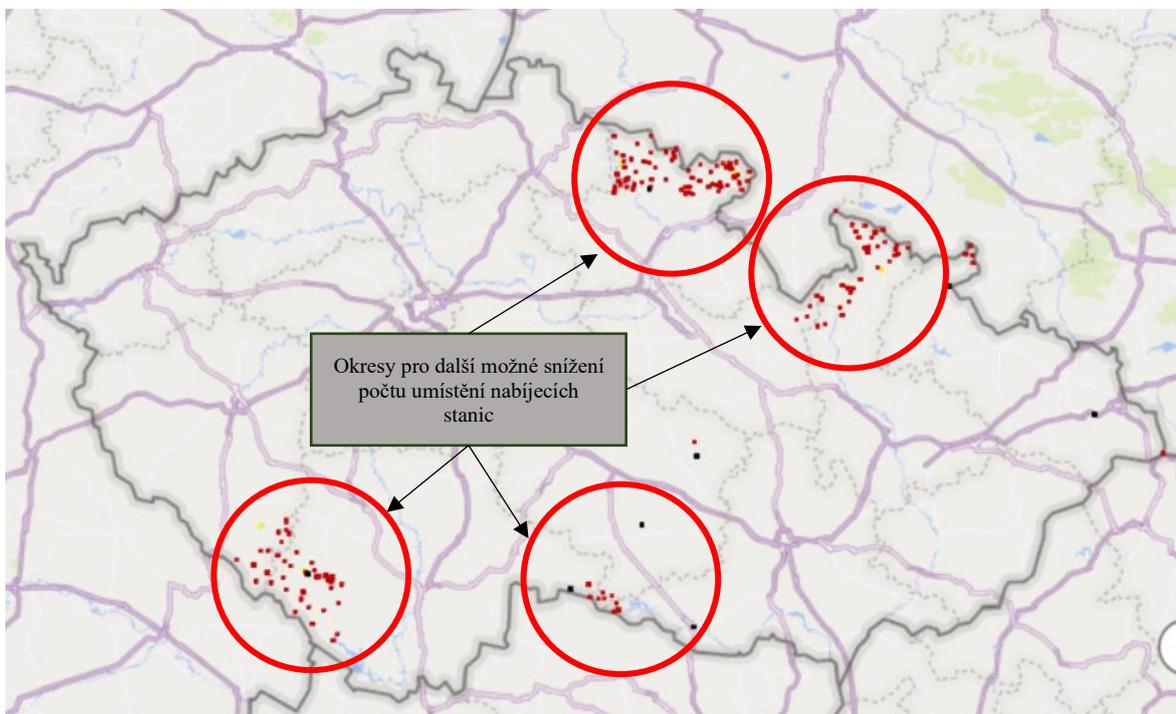 Okresy pro další možné snížení
počtu umístění nabíjecích
stanic